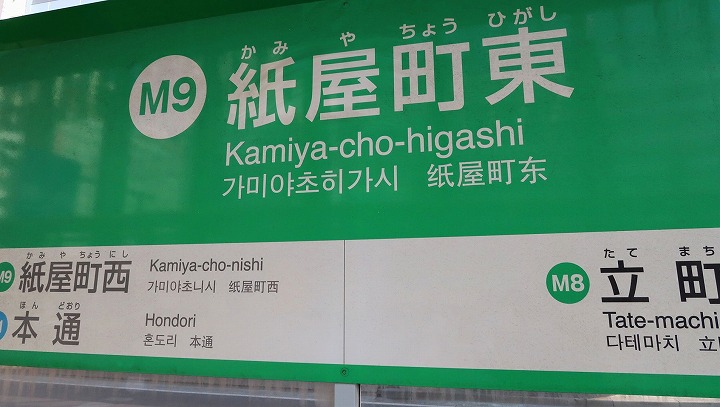 かみ や ちょう ひがし
M9 紙屋町東
Kamiya-cho-higashi
가미야초히가시 纸屋町东
かみ や ちょうにし
M9 紙屋町西 Kamiya-cho-nishi
가미야초니시 纸屋町西
ほん どおり
本通 Hondori
혼도리 本通
たて まち
M8 立町
Tate-machi
다테마치 立